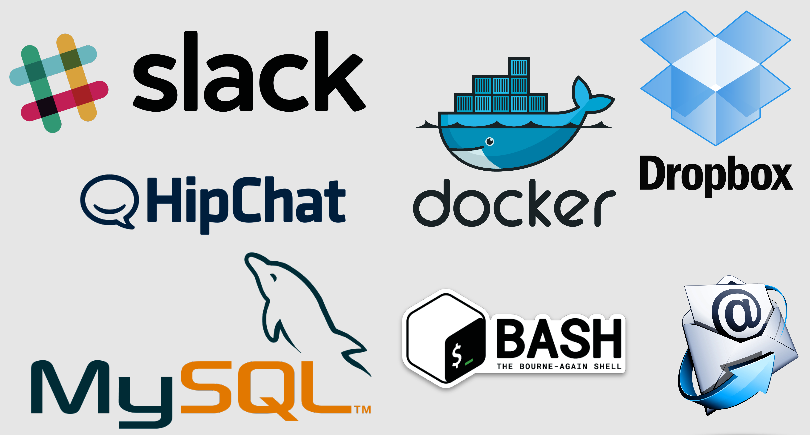 slack
HipChat
docker
Dropbox
MySQL™
$_
BASH
THE BOURNE-AGAIN SHELL
@